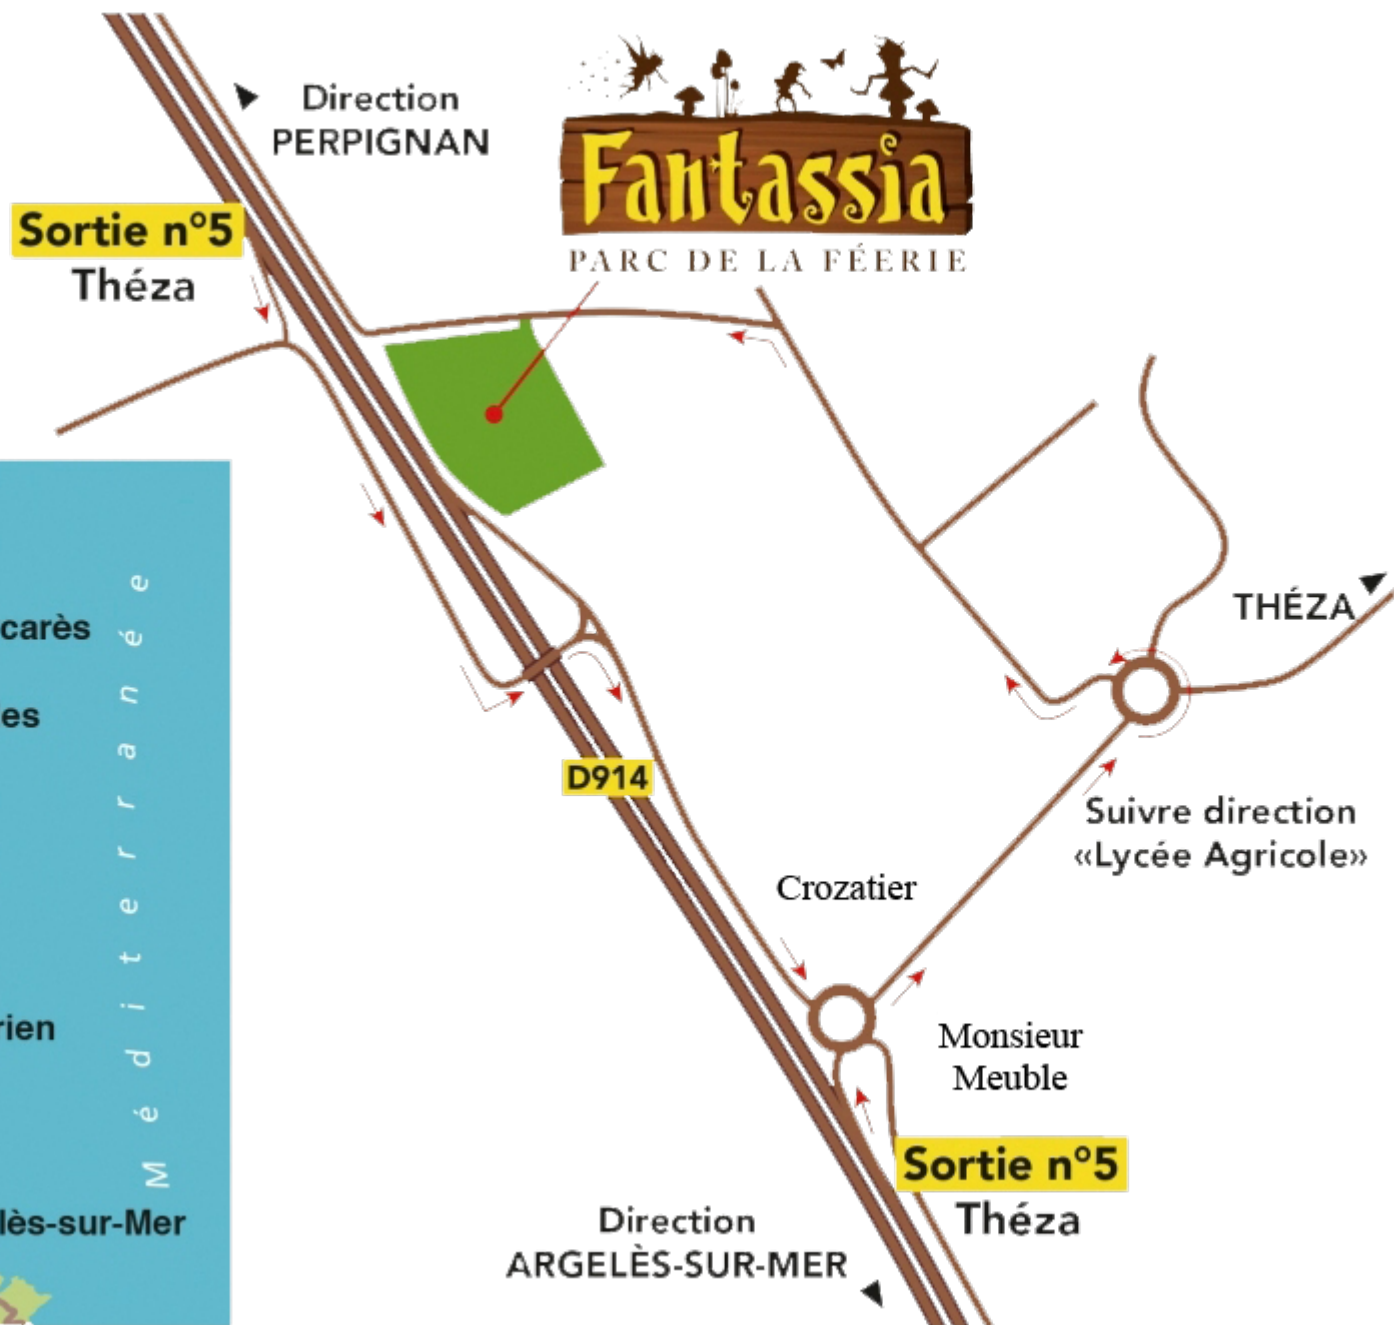 Direction
PERPIGNAN
Fantassia
PARC DE LA FÉERIE
Sortie n°5
Théza
THÉZA
D914
Suivre direction
«Lycée Agricole»
Crozatier
Monsieur
Meuble
Sortie n°5
Théza
Direction
ARGELÈS-SUR-MER
Méditerranée
carès
es
rien
lès-sur-Mer